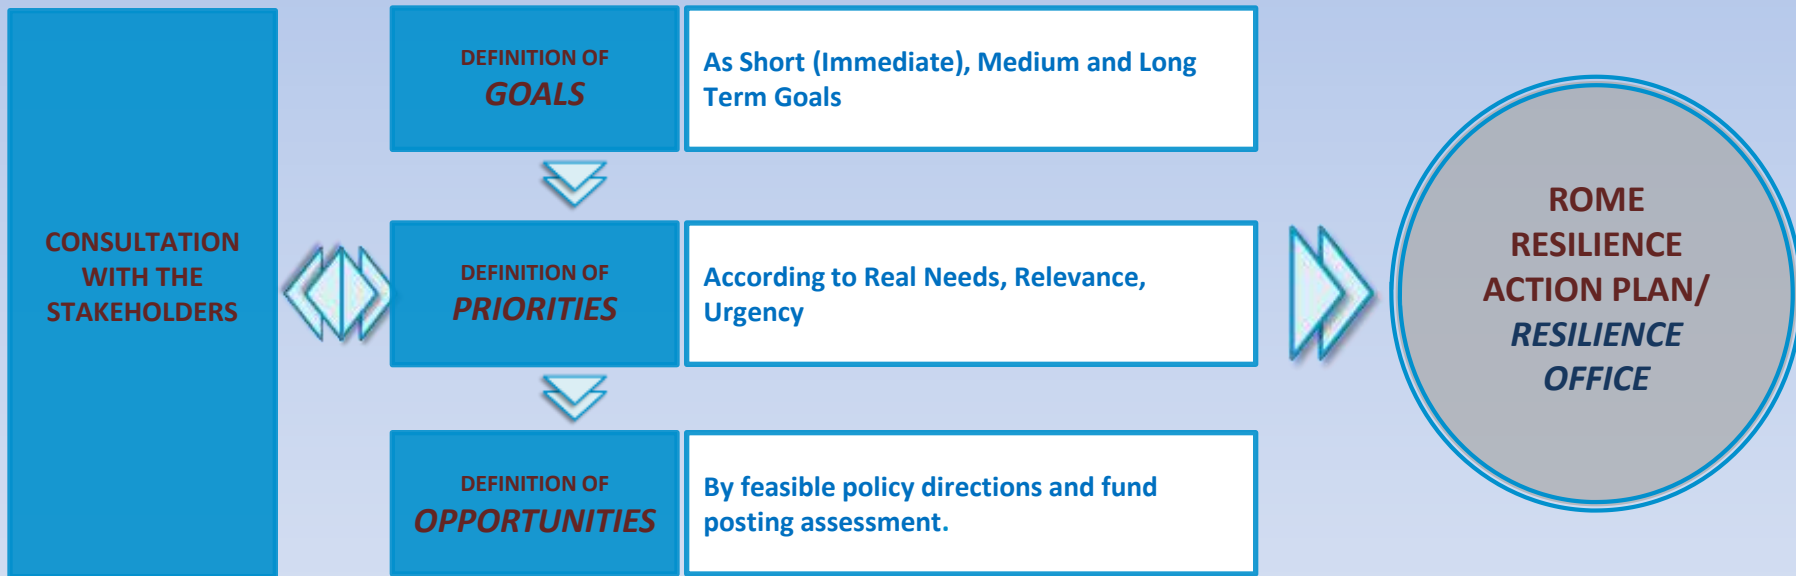 CONSULTATION
WITH THE
STAKEHOLDERS
DEFINITION OF
GOALS
As Short (Immediate), Medium and Long
Term Goals
DEFINITION OF
PRIORITIES
According to Real Needs, Relevance,
Urgency
DEFINITION OF
OPPORTUNITIES
By feasible policy directions and fund
posting assessment.
ROME
RESILIENCE
ACTION PLAN/
RESILIENCE
OFFICE